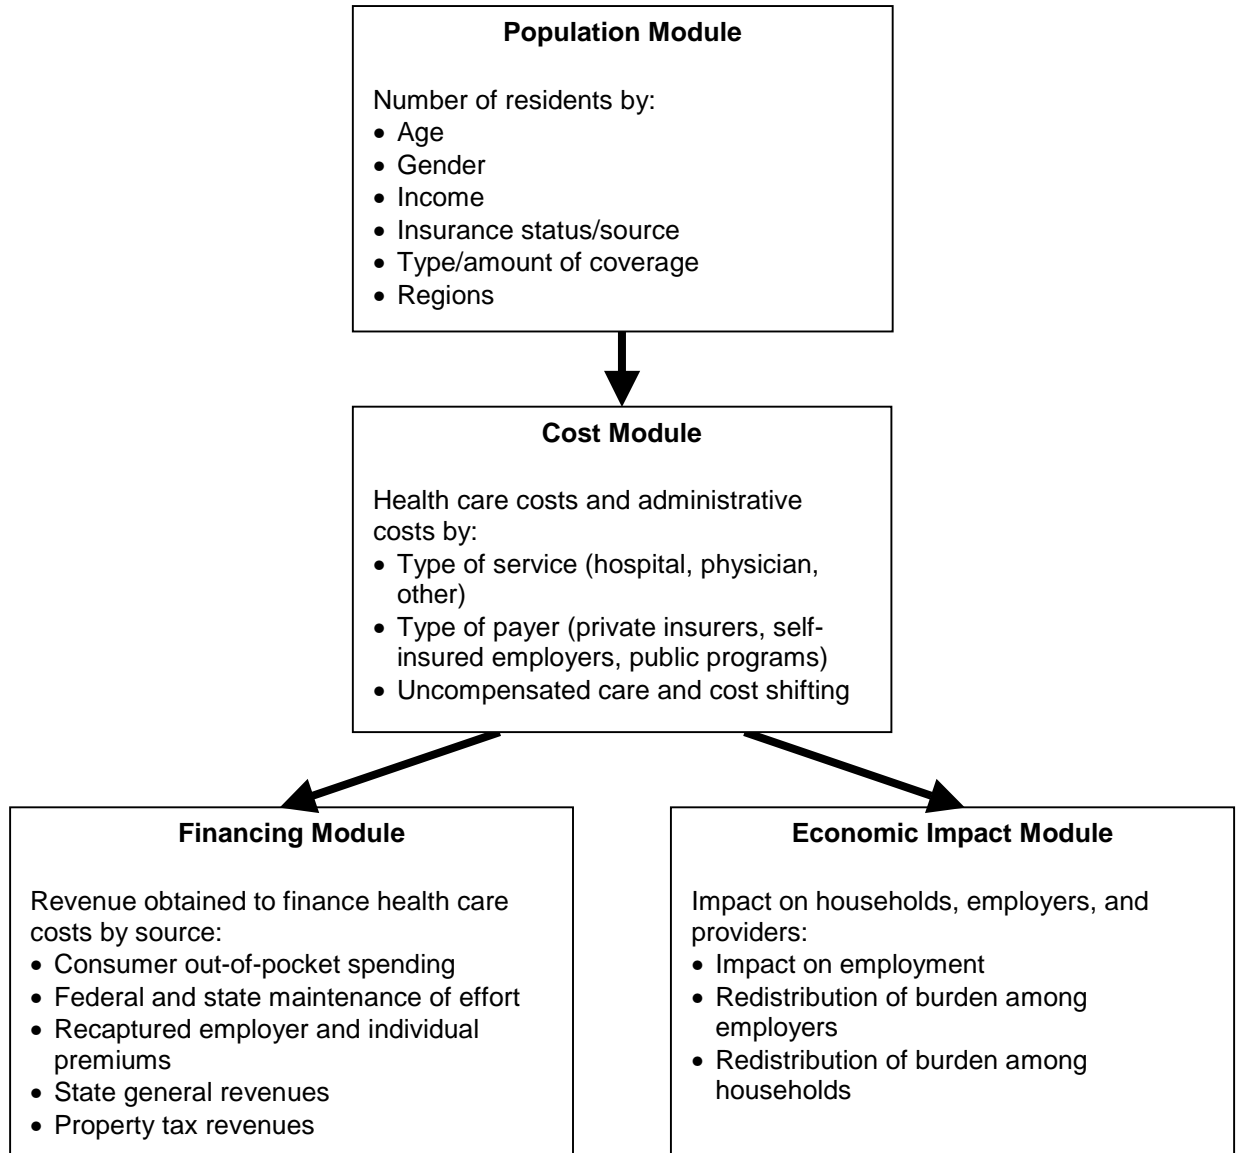 Population Module
Number of residents by:
• Age
• Gender
• Income
• Insurance status/source
• Type/amount of coverage
• Regions
Cost Module
Health care costs and administrative
costs by:
• Type of service (hospital, physician,
other)
• Type of payer (private insurers, self-
insured employers, public programs)
• Uncompensated care and cost shifting
Financing Module
Revenue obtained to finance health care
costs by source:
• Consumer out-of-pocket spending
• Federal and state maintenance of effort
• Recaptured employer and individual
premiums
• State general revenues
• Property tax revenues
Economic Impact Module
Impact on households, employers, and
providers:
• Impact on employment
• Redistribution of burden among
employers
• Redistribution of burden among
households